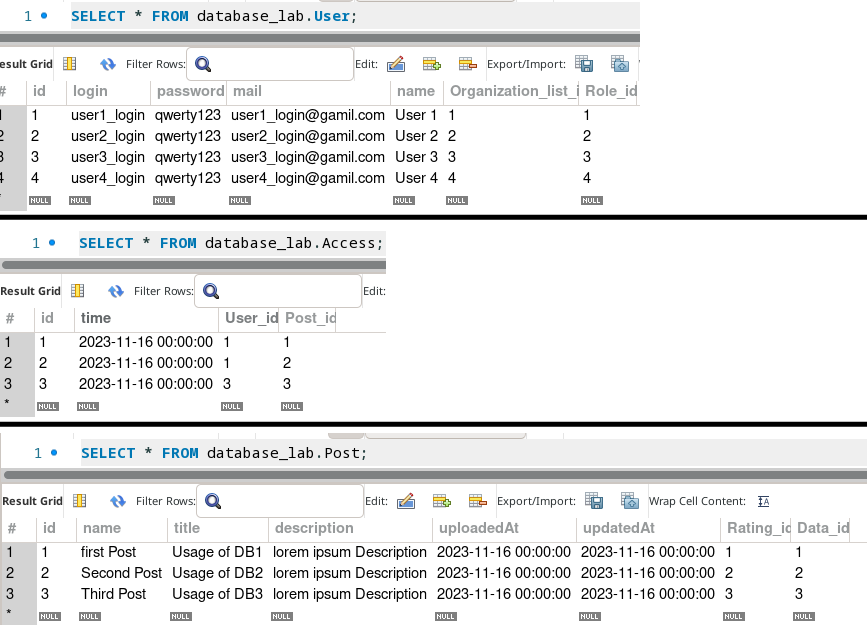 1 SELECT * FROM database_lab.User;
esult Grid Filter Rows: Edit: Export/Import:
# id login password mail name Organization_list_i Role_id
1 1 user1_login qwerty123 user1_login@gamil.com User 1 1 1
2 2 user2_login qwerty123 user2_login@gamil.com User 2 2 2
3 3 user3_login qwerty123 user3_login@gamil.com User 3 3 3
4 4 user4_login qwerty123 user4_login@gamil.com User 4 4 4
* NULL NULL NULL NULL NULL NULL NULL
1 SELECT * FROM database_lab.Access;
Result Grid Filter Rows: Edit:
# id time User_id Post_id
1 1 2023-11-16 00:00:00 1 1
2 2 2023-11-16 00:00:00 1 2
3 3 2023-11-16 00:00:00 3 3
* NULL NULL NULL NULL
1 SELECT * FROM database_lab.Post;
Result Grid Filter Rows: Edit: Export/Import: Wrap Cell Content: IA
# id name title description uploadedAt updatedAt Rating_id Data_id
1 1 first Post Usage of DB1 lorem ipsum Description 2023-11-16 00:00:00 2023-11-16 00:00:00 1 1
2 2 Second Post Usage of DB2 lorem ipsum Description 2023-11-16 00:00:00 2023-11-16 00:00:00 2 2
3 3 Third Post Usage of DB3 lorem ipsum Description 2023-11-16 00:00:00 2023-11-16 00:00:00 3 3
* NULL NULL NULL NULL NULL NULL NULL NULL